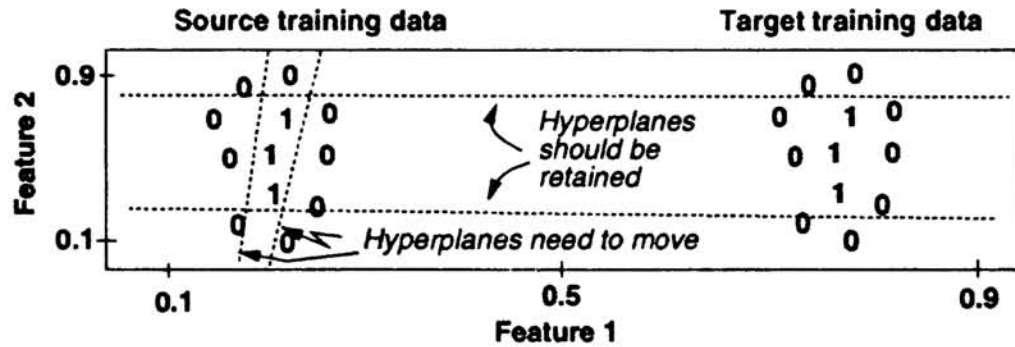 Source training data
Target training data
Feature 2
0.9
0.1
0 0
0 1 0
0 1 0
1 0
0 0
Hyperplanes
should be
retained
Hyperplanes need to move
0 0
0 1 0
0 1 0
1 0
0 0
0.1
0.5
0.9
Feature 1